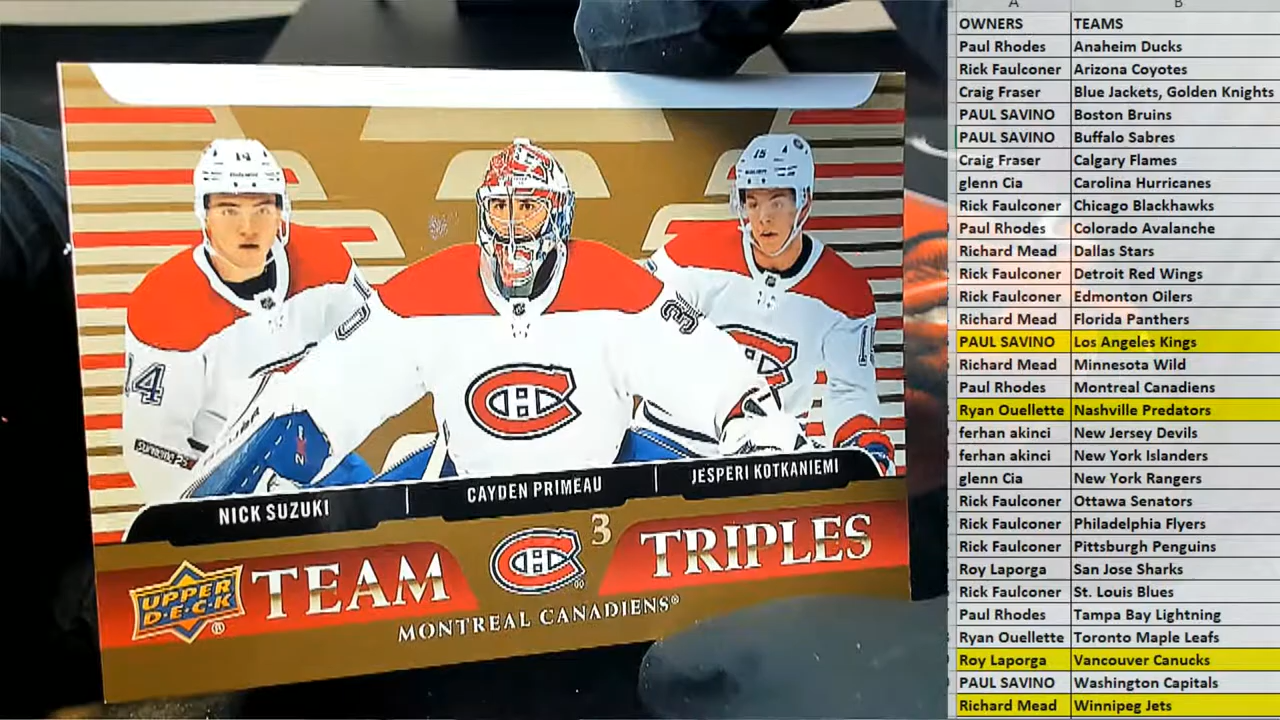 A B
OWNERS TEAMS
Paul Rhodes Anaheim Ducks
Rick Faulconer Arizona Coyotes
Craig Fraser Blue Jackets, Golden Knights
PAUL SAVINO Boston Bruins
PAUL SAVINO Buffalo Sabres
Craig Fraser Calgary Flames
glenn Cia Carolina Hurricanes
Rick Faulconer Chicago Blackhawks
Paul Rhodes Colorado Avalanche
Richard Mead Dallas Stars
Rick Faulconer Detroit Red Wings
Rick Faulconer Edmonton Oilers
Richard Mead Florida Panthers
PAUL SAVINO Los Angeles Kings
Richard Mead Minnesota Wild
Paul Rhodes Montreal Canadiens
Ryan Ouellette Nashville Predators
ferhan akinci New Jersey Devils
ferhan akinci New York Islanders
glenn Cia New York Rangers
Rick Faulconer Ottawa Senators
Rick Faulconer Philadelphia Flyers
Rick Faulconer Pittsburgh Penguins
Roy Laporga San Jose Sharks
Rick Faulconer St. Louis Blues
Paul Rhodes Tampa Bay Lightning
Ryan Ouellette Toronto Maple Leafs
Roy Laporga Vancouver Canucks
PAUL SAVINO Washington Capitals
Richard Mead Winnipeg Jets
14
15
14
3
NICK SUZUKI
CAYDEN PRIMEAU
JESPERI KOTKANIEMI
UPPER DECK®
TEAM 3 TRIPLES
MONTREAL CANADIENS®